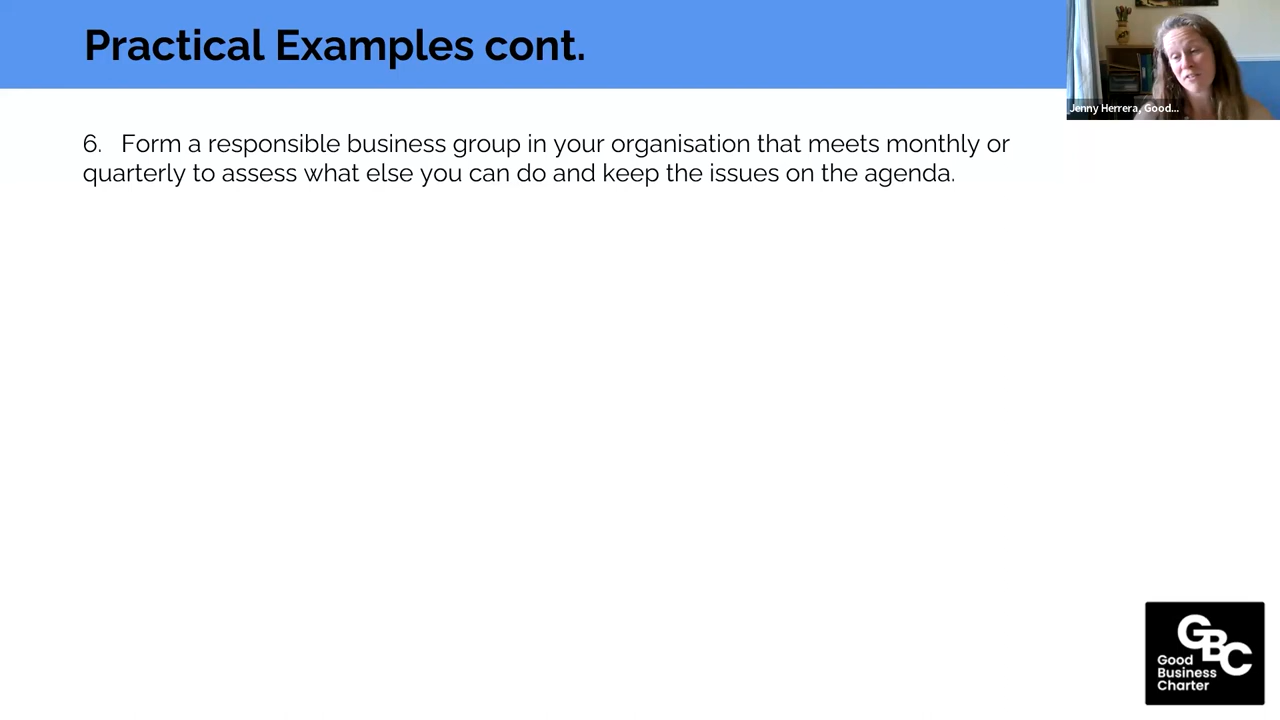 Practical Examples cont.
Jenny Herrera, Good...
6. Form a responsible business group in your organisation that meets monthly or
quarterly to assess what else you can do and keep the issues on the agenda.
GBC
Good
Business
Charter